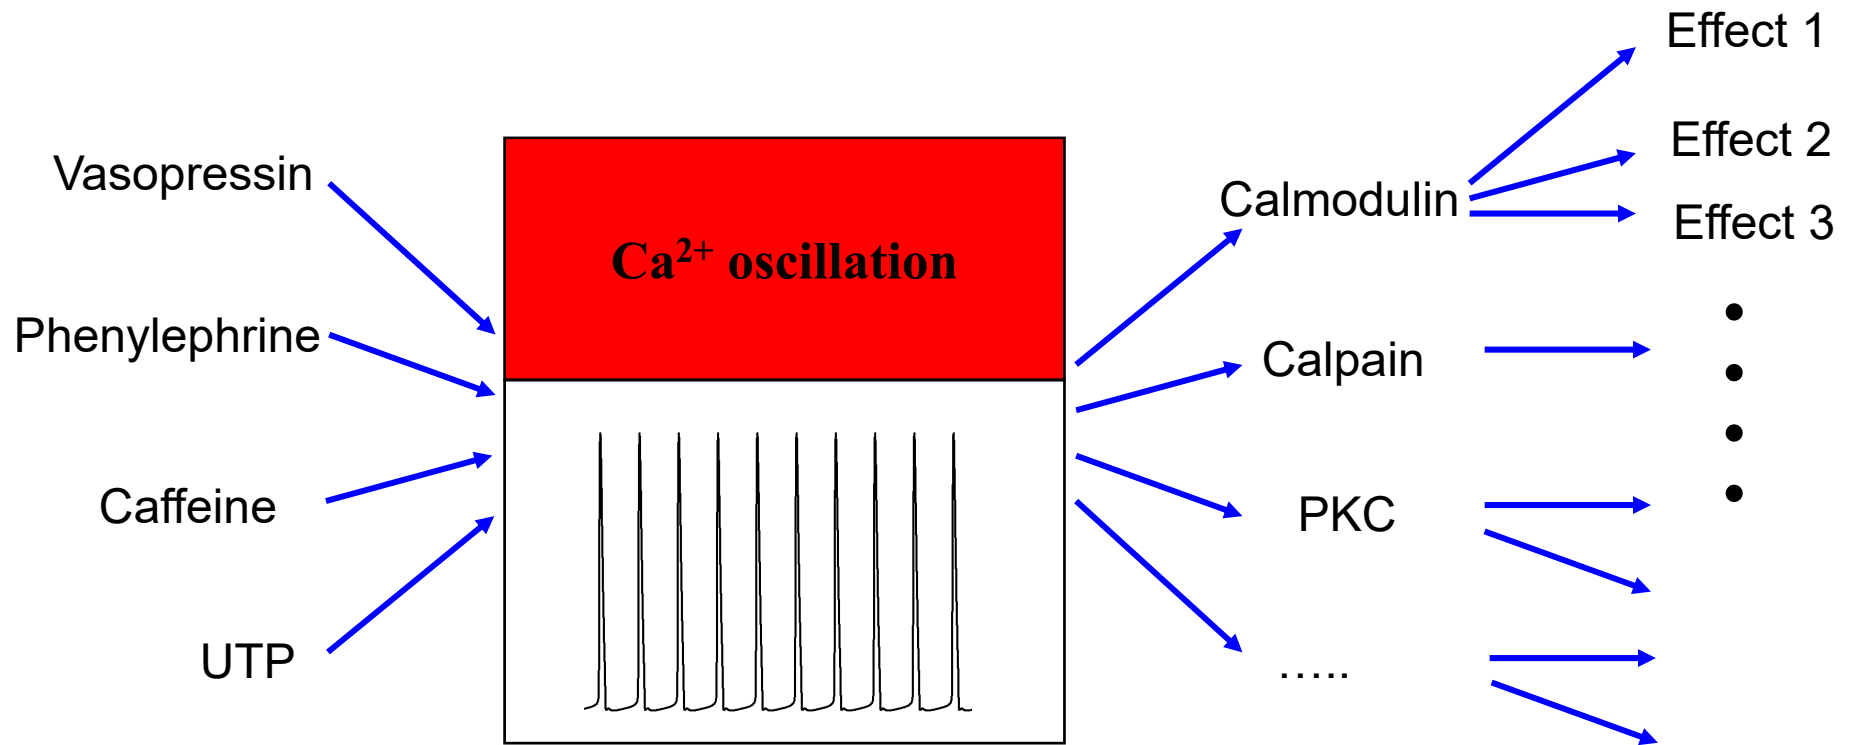 Vasopressin
Phenylephrine
Caffeine
UTP
Ca²⁺ oscillation
Calmodulin
Calpain
PKC
.....
Effect 1
Effect 2
Effect 3